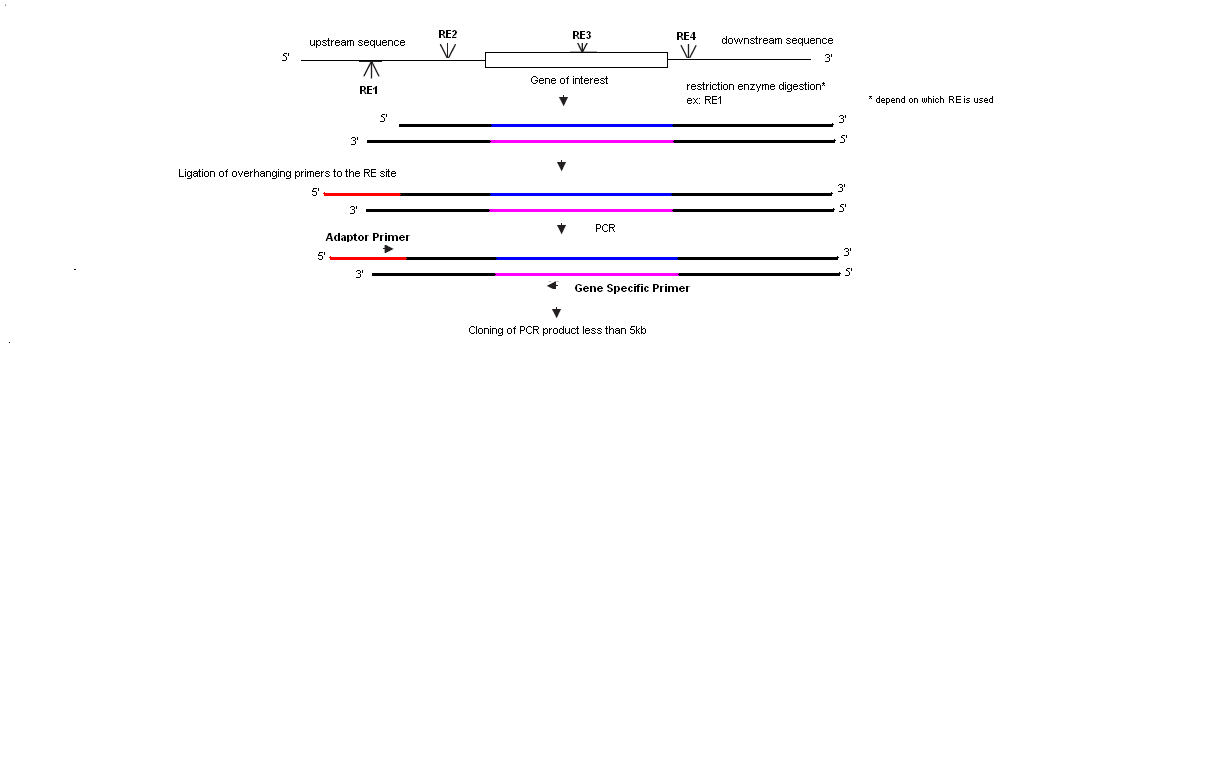 RE2
RE3
RE4
upstream sequence
downstream sequence
5'
3'
Gene of interest
RE1
restriction enzyme digestion*
ex: RE1
* depend on which RE is used
5'
3'
3'
5'
Ligation of overhanging primers to the RE site
5'
3'
3'
5'
PCR
Adaptor Primer
5'
3'
3'
5'
Gene Specific Primer
Cloning of PCR product less than 5kb